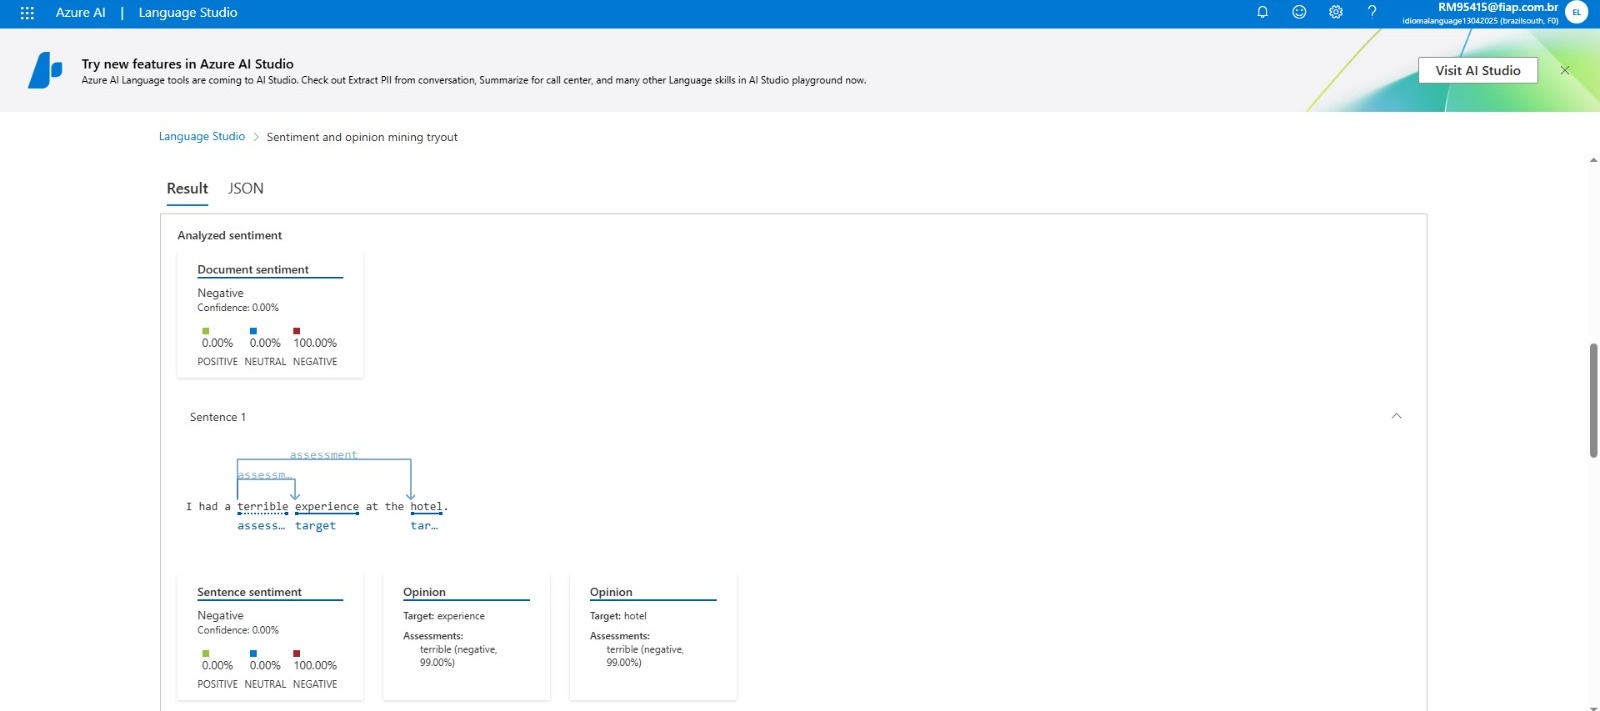 Azure AI | Language Studio
RM95415@fiap.com.br
idiomalanguage13042025 (brazilsouth, F0)
EL
Try new features in Azure AI Studio
Azure AI Language tools are coming to AI Studio. Check out Extract PII from conversation, Summarize for call center, and many other Language skills in AI Studio playground now.
Visit AI Studio
Language Studio > Sentiment and opinion mining tryout
Result JSON
Analyzed sentiment
Document sentiment
Negative
Confidence: 0.00%
0.00% 0.00% 100.00%
POSITIVE NEUTRAL NEGATIVE
Sentence 1
assessment
assessm…
I had a terrible experience at the hotel.
assess… target tar…
Sentence sentiment
Negative
Confidence: 0.00%
0.00% 0.00% 100.00%
POSITIVE NEUTRAL NEGATIVE
Opinion
Target: experience
Assessments:
terrible (negative,
99.00%)
Opinion
Target: hotel
Assessments:
terrible (negative,
99.00%)